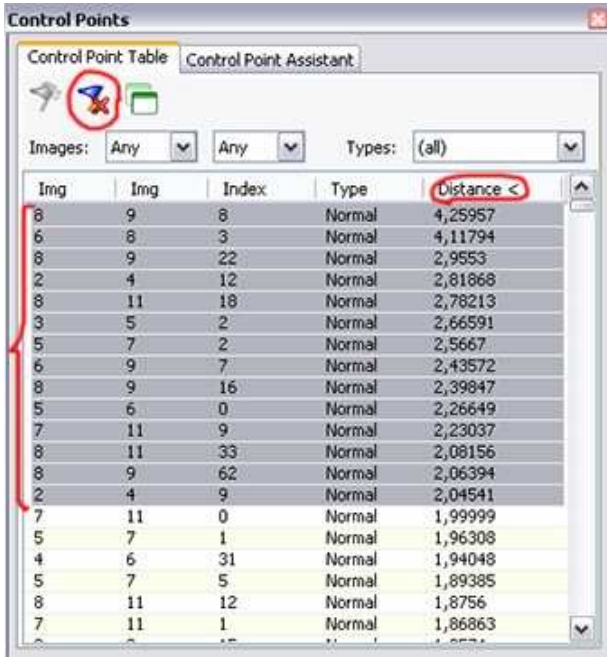 Control Points
Control Point Table Control Point Assistant
Images: Any Any Types: (all)
Img Img Index Type Distance <
8 9 8 Normal 4,25957
6 8 3 Normal 4,11794
8 9 22 Normal 2,9553
2 4 12 Normal 2,81868
8 11 18 Normal 2,78213
3 5 2 Normal 2,66591
5 7 2 Normal 2,5667
6 9 7 Normal 2,43572
8 9 16 Normal 2,39847
5 6 0 Normal 2,26649
7 11 9 Normal 2,23037
8 11 33 Normal 2,08156
8 9 62 Normal 2,06394
2 4 9 Normal 2,04541
7 11 0 Normal 1,99999
5 7 1 Normal 1,96308
4 6 31 Normal 1,94048
5 7 5 Normal 1,89385
8 11 12 Normal 1,8756
7 11 1 Normal 1,86863